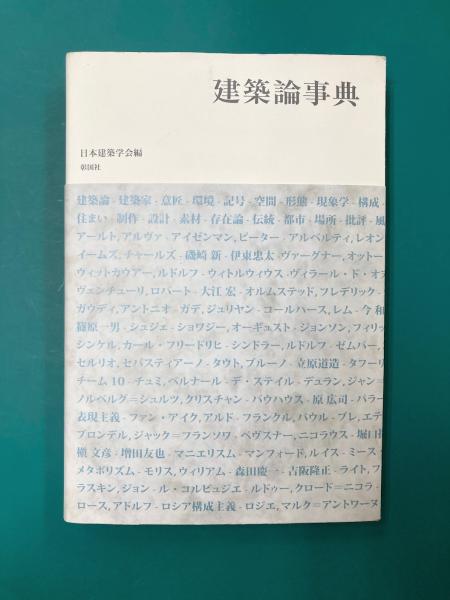 建築論事典
日本建築学会編
彰国社
建築論 - 建築家 - 意匠 - 環境 - 記号 - 空間 - 形態 - 現象学 - 構成 -
住まい - 制作 - 設計 - 素材 - 存在論 - 伝統 - 都市 - 場所 - 批評 - 風
アールト, アルヴァ - アイゼンマン, ピーター - アルベルティ, レオン
イームズ, チャールズ - 磯崎 新 - 伊東忠太 - ヴァーグナー, オットー
ヴィットカウアー, ルドルフ - ウィトルウィウス - ヴィラール・ド・オヌ
ヴェンチューリ, ロバート - 大江 宏 - オルムステッド, フレデリック・
ガウディ, アントニオ - ガデ, ジュリヤン - コールハース, レム - 今 和
篠原一男 - シュジェ - ショワジー, オーギュスト - ジョンソン, フィリッ
シンケル, カール・フリードリヒ - シンドラー, ルドルフ - ゼムパー,
セルリオ, セバスティアーノ - タウト, ブルーノ - 立原道造 - タフーリ
チーム10 - チュミ, ベルナール - デ・ステイル - デュラン, ジャン=
ノルベルグ=シュルツ, クリスチャン - バウハウス - 原 広司 - パラー
表現主義 - ファン・アイク, アルド - フランクル, パウル - ブレ, エテ
ブロンデル, ジャック=フランソワ - ペヴスナー, ニコラウス - 堀口
槇 文彦 - 増田友也 - マニエリスム - マンフォード, ルイス - ミース
メタボリズム - モリス, ウィリアム - 森田慶一 - 吉阪隆正 - ライト, フ
ラスキン, ジョン - ル・コルビュジエ - ルドゥー, クロード=ニコラ -
ロース, アドルフ - ロシア構成主義 - ロジエ, マルク=アントワーヌ